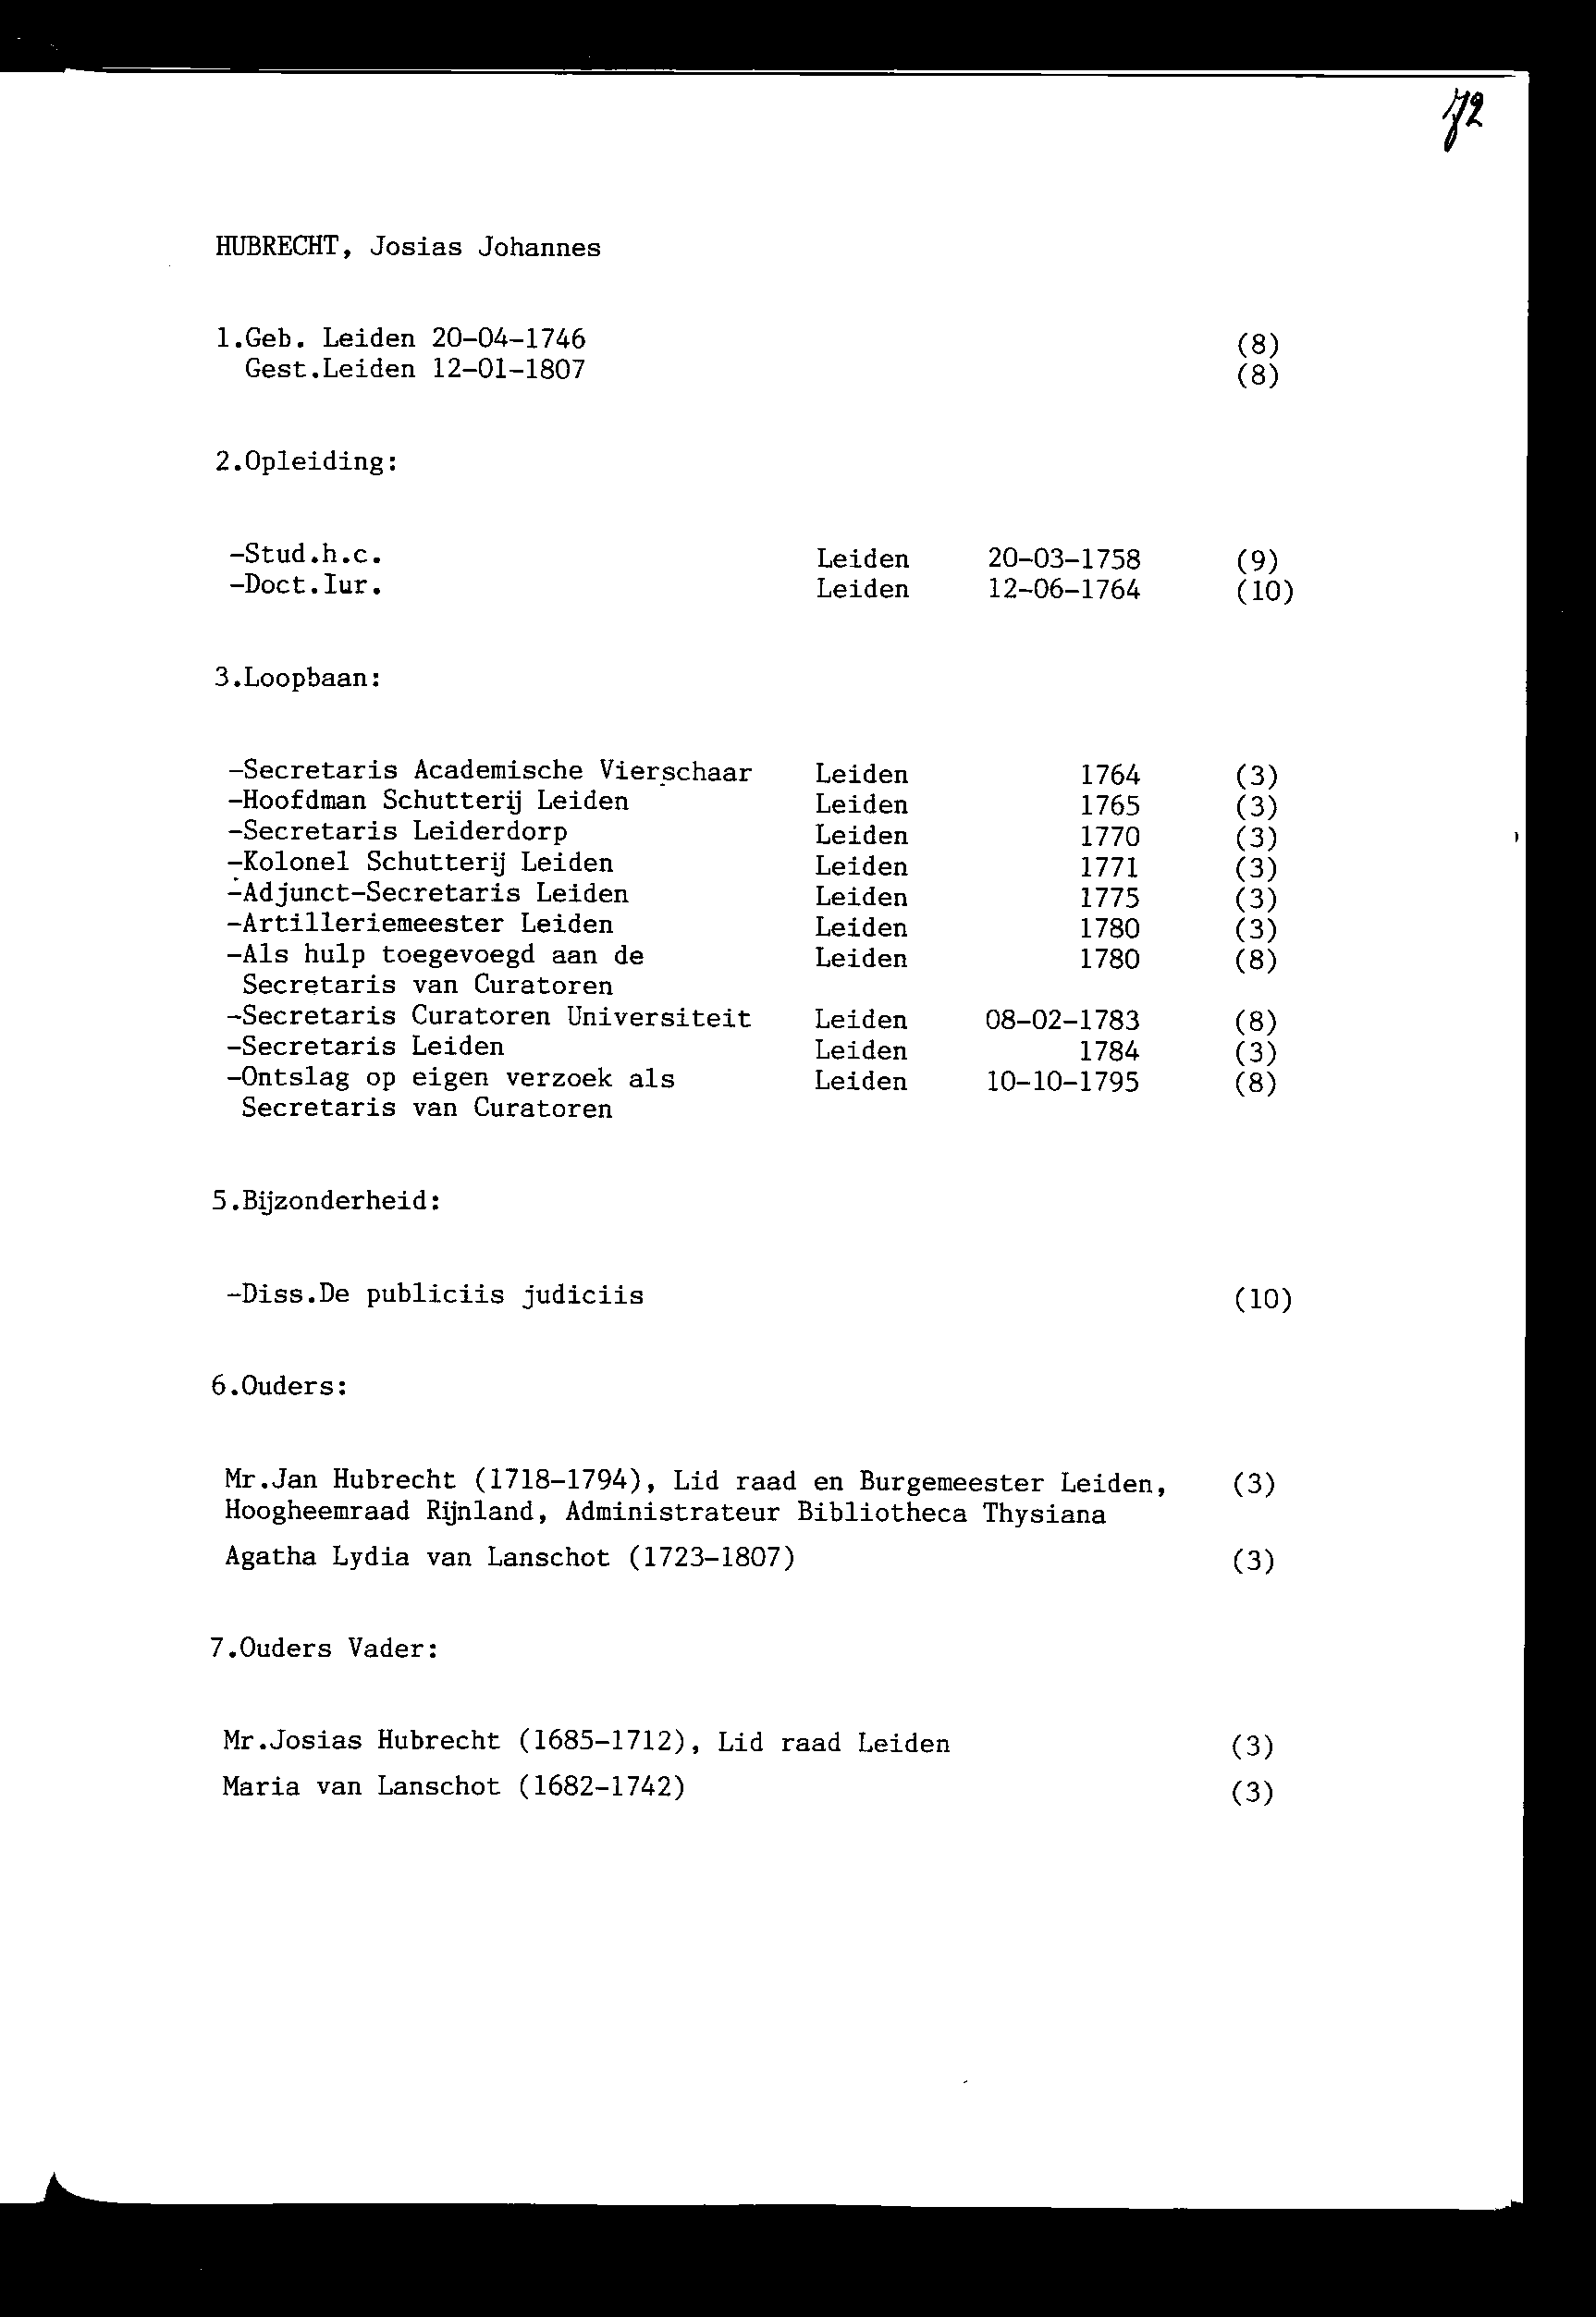 72
HUBRECHT, Josias Johannes
1.Geb. Leiden 20-04-1746 (8)
Gest.Leiden 12-01-1807 (8)
2.Opleiding:
-Stud.h.c. Leiden 20-03-1758 (9)
-Doct.Iur. Leiden 12-06-1764 (10)
3.Loopbaan:
-Secretaris Academische Vierschaar Leiden 1764 (3)
-Hoofdman Schutterij Leiden Leiden 1765 (3)
-Secretaris Leiderdorp Leiden 1770 (3)
-Kolonel Schutterij Leiden Leiden 1771 (3)
-Adjunct-Secretaris Leiden Leiden 1775 (3)
-Artilleriemeester Leiden Leiden 1780 (3)
-Als hulp toegevoegd aan de Leiden 1780 (8)
Secretaris van Curatoren
-Secretaris Curatoren Universiteit Leiden 08-02-1783 (8)
-Secretaris Leiden Leiden 1784 (3)
-Ontslag op eigen verzoek als Leiden 10-10-1795 (8)
Secretaris van Curatoren
5.Bijzonderheid:
-Diss.De publiciis judiciis (10)
6.Ouders:
Mr.Jan Hubrecht (1718-1794), Lid raad en Burgemeester Leiden, (3)
Hoogheemraad Rijnland, Administrateur Bibliotheca Thysiana
Agatha Lydia van Lanschot (1723-1807) (3)
7.Ouders Vader:
Mr.Josias Hubrecht (1685-1712), Lid raad Leiden (3)
Maria van Lanschot (1682-1742) (3)